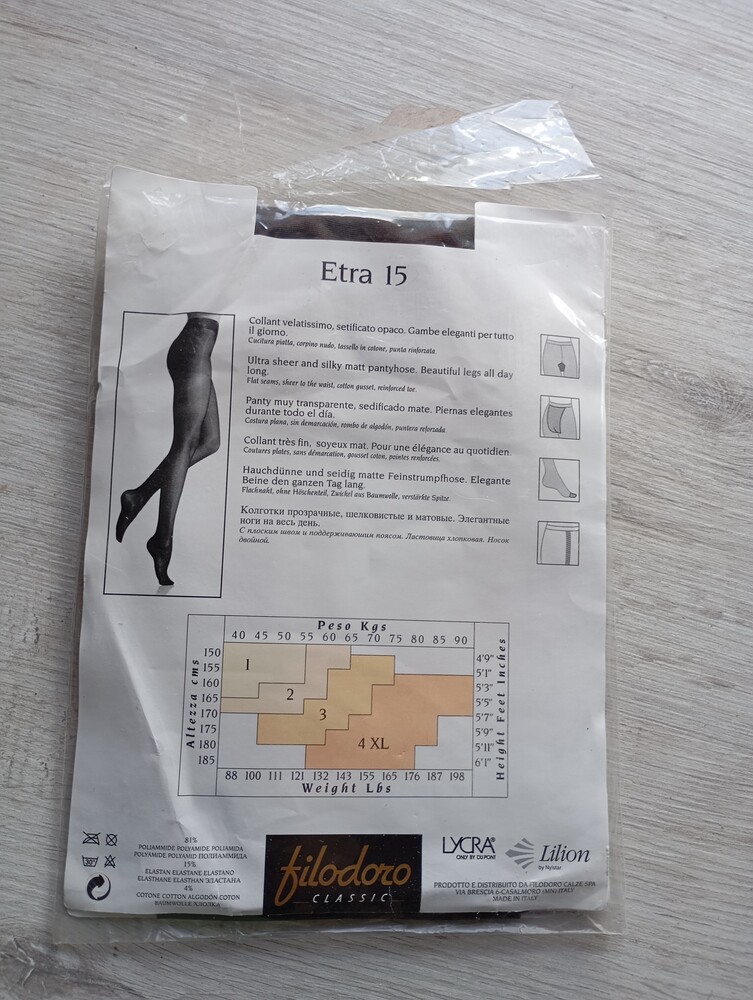 Etra 15
Collant velatissimo, setificato opaco. Gambe eleganti per tutto
il giorno.
Cucitura piatta, corpino nudo, tassello in cotone, punta rinforzata.
Ultra sheer and silky matt pantyhose. Beautiful legs all day
long.
Flat seams, sheer to the waist, cotton gusset, reinforced toe.
Panty muy transparente, sedificado mate. Piernas elegantes
durante todo el día.
Costura plana, sin demarcación, rombo de algodón, puntera reforzada.
Collant très fin, soyeux mat. Pour une élégance au quotidien.
Coutures plates, sans démartcation, gousset coton, pointes renforcées.
Hauchdünne und seidig matte Feinstrumpfhose. Elegante
Beine den ganzen Tag lang.
Flachnaht, ohne Höschenteil, Zwickel aus Baumwolle, verstärkte Spitze.
Колготки прозрачные, шелковистые и матовые. Элегантные
ноги на весь день.
С плоским швом и поддерживающим поясом. Ластовица хлопковая. Носок
двойной.
Peso Kgs
40 45 50 55 60 65 70 75 80 85 90
Altezza cms
150
155
160
165
170
175
180
185
1
2
3
4 XL
4'9"
5'1"
5'3"
5'5"
5'7"
5'9"
5'11"
6'1"
Height Feet Inches
88 100 111 121 132 143 155 165 176 187 198
Weight Lbs
30°
81%
POLIAMMIDE POLYAMIDE POLIAMIDA
POLYAMIDE POLYAMID ПОЛИАММИДА
15%
ELASTAN ELASTANE ELASTANO
ELASTHANE ELASTHAN ЭЛАСТАНА
4%
COTONE COTTON ALGODÓN COTON
BAUMWOLLE ХЛОПКА
filodoro
CLASSIC
LYCRA®
ONLY BY DU PONT
Lilion
by Nylstar
PRODOTTO E DISTRIBUITO DA FILODORO CALZE SPA
VIA BRESCIA 6-CASALMORO (MN) ITALY
MADE IN ITALY